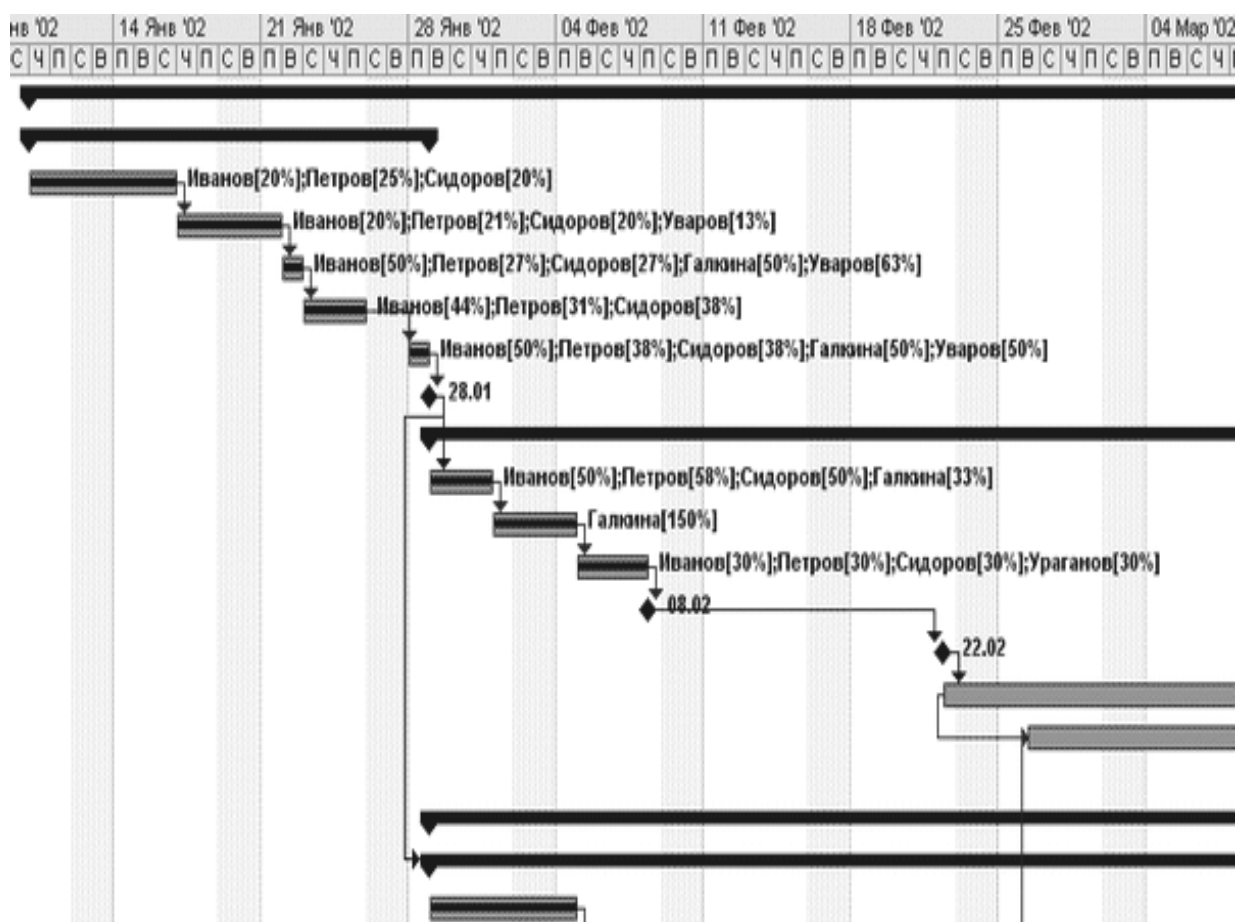 нв '02 14 Янв '02 21 Янв '02 28 Янв '02 04 Фев '02 11 Фев '02 18 Фев '02 25 Фев '02 04 Мар '02
С Ч П С В П В С Ч П С В П В С Ч П С В П В С Ч П С В П В С Ч П С В П В С Ч П С В П В С Ч П С В П В С Ч П С В П В С Ч
Иванов[20%];Петров[25%];Сидоров[20%]
Иванов[20%];Петров[21%];Сидоров[20%];Уваров[13%]
Иванов[50%];Петров[27%];Сидоров[27%];Галкина[50%];Уваров[63%]
Иванов[44%];Петров[31%];Сидоров[38%]
Иванов[50%];Петров[38%];Сидоров[38%];Галкина[50%];Уваров[50%]
28.01
Иванов[50%];Петров[58%];Сидоров[50%];Галкина[33%]
Галкина[150%]
Иванов[30%];Петров[30%];Сидоров[30%];Ураганов[30%]
08.02
22.02